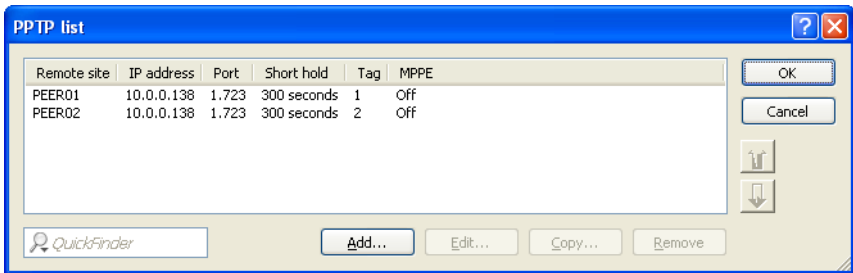 PPTP list
Remote site IP address Port Short hold Tag MPPE
PEER01 10.0.0.138 1.723 300 seconds 1 Off
PEER02 10.0.0.138 1.723 300 seconds 2 Off
OK
Cancel
QuickFinder
Add... Edit... Copy... Remove